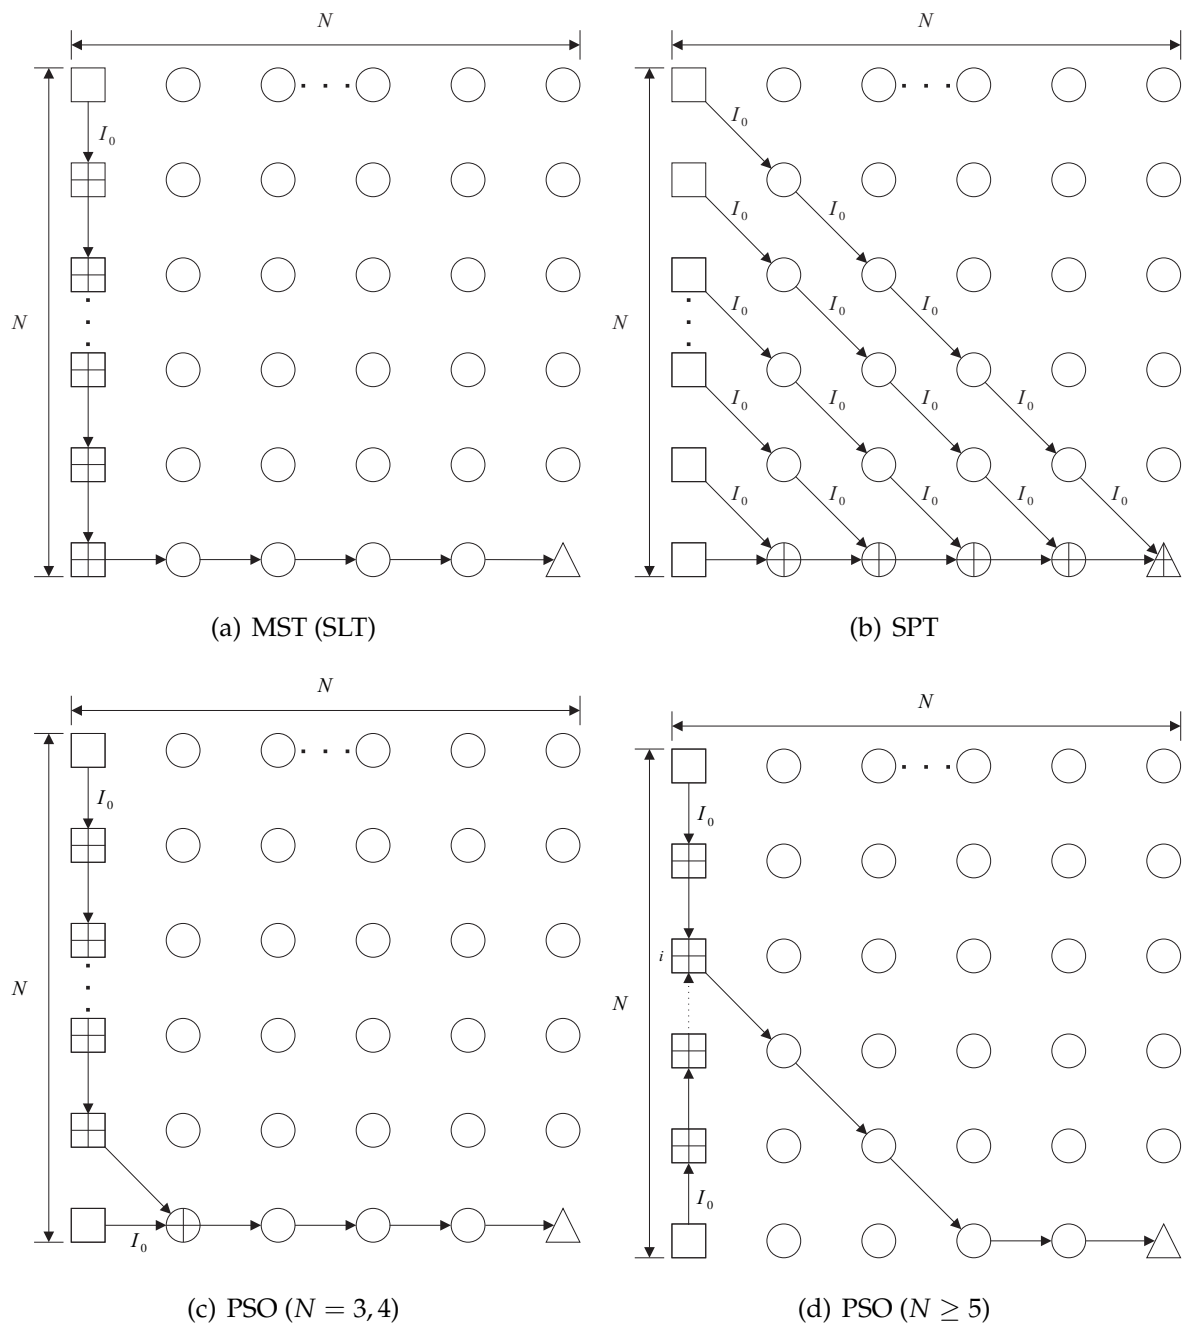 N
N
N
I₀
I₀
I₀
I₀
I₀
I₀
N
N
I₀
I₀
I₀
I₀
I₀
I₀
I₀
I₀
I₀
(a) MST (SLT)
(b) SPT
N
N
I₀
I₀
i
N
N
I₀
I₀
(c) PSO (N = 3, 4)
(d) PSO (N ≥ 5)